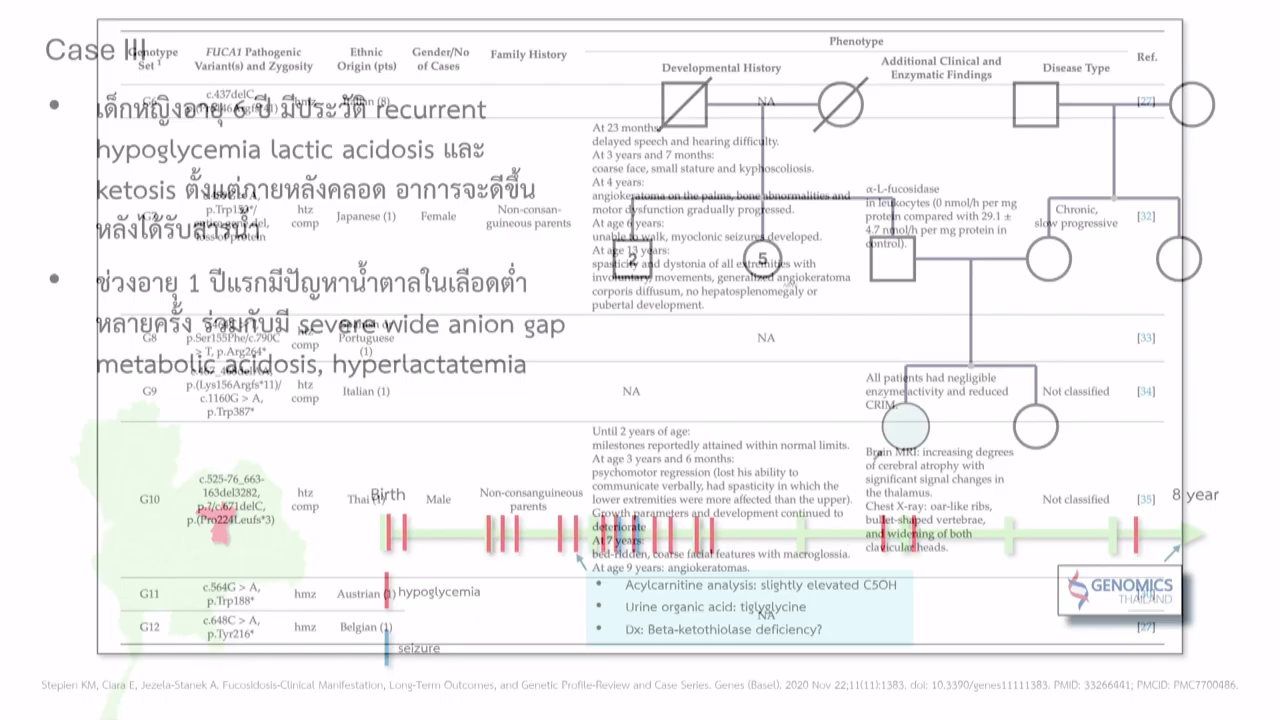 Case III
เด็กหญิงอายุ 6 ปี มีประวัติ recurrent
hypoglycemia lactic acidosis และ
ketosis ตั้งแต่ภายหลังคลอด อาการจะดีขึ้น
หลังได้รับสารน้ำ
ช่วงอายุ 1 ปีแรกมีปัญหาน้ำตาลในเลือดต่ำ
หลายครั้ง ร่วมกับมี severe wide anion gap
metabolic acidosis, hyperlactatemia
Genotype Set 1
FUCA1 Pathogenic Variant(s) and Zygosity
Ethnic Origin (pts)
Gender/No of Cases
Family History
Phenotype
Developmental History
Additional Clinical and Enzymatic Findings
Disease Type
Ref.
c.437delC,
hmz
Italian (8)
NA
[27]
htz comp
Japanese (1)
Female
Non-consan-
guineous parents
At 23 months:
delayed speech and hearing difficulty.
At 3 years and 7 months:
coarse face, small stature and kyphoscoliosis.
At 4 years:
angiokeratoma on the palms, bone abnormalities and
motor dysfunction gradually progressed.
At age 6 years:
unable to walk, myoclonic seizures developed.
At age 13 years:
spasticity and dystonia of all extremities with
involuntary movements, generalized angiokeratoma
corporis diffusum, no hepatosplenomegaly or
pubertal development.
α-L-fucosidase
in leukocytes (0 nmol/h per mg
protein compared with 29.1 ±
4.7 nmol/h per mg protein in
control).
Chronic,
slow progressive
[32]
2
5
G8
p.Ser155Phe/c.790C
> T, p.Arg264*
htz
comp
Portuguese
(1)
NA
[33]
G9
p.(Lys156Argfs*11)/
c.1160G > A,
p.Trp387*
htz
comp
Italian (1)
NA
All patients had negligible
enzyme activity and reduced
CRIM.
Not classified
[34]
G10
c.525-76_663-
163del3282,
p.?/c.671delC,
p.(Pro224Leufs*3)
htz
comp
Thai (1)
Male
Non-consanguineous
parents
Until 2 years of age:
milestones reportedly attained within normal limits.
At age 3 years and 6 months:
psychomotor regression (lost his ability to
communicate verbally, had spasticity in which the
lower extremities were more affected than the upper).
Growth parameters and development continued to
deteriorate
At 7 years:
bed-ridden, coarse facial features with macroglossia.
At age 9 years: angiokeratomas.
Brain MRI: increasing degrees
of cerebral atrophy with
significant signal changes in
the thalamus.
Chest X-ray: oar-like ribs,
bullet-shaped vertebrae,
and widening of both
clavicular heads.
Not classified
[35]
Birth
8 year
G11
c.564G > A,
p.Trp188*
hmz
Austrian (1)
G12
c.648C > A,
p.Tyr216*
hmz
Belgian (1)
NA
[27]
hypoglycemia
seizure
Acylcarnitine analysis: slightly elevated C5OH
Urine organic acid: tiglyglycine
Dx: Beta-ketothiolase deficiency?
GENOMICS
THAILAND
Stepien KM, Ciara E, Jezela-Stanek A. Fucosidosis-Clinical Manifestation, Long-Term Outcomes, and Genetic Profile-Review and Case Series. Genes (Basel). 2020 Nov 22;11(11):1383. doi: 10.3390/genes11111383. PMID: 33266441; PMCID: PMC7700486.